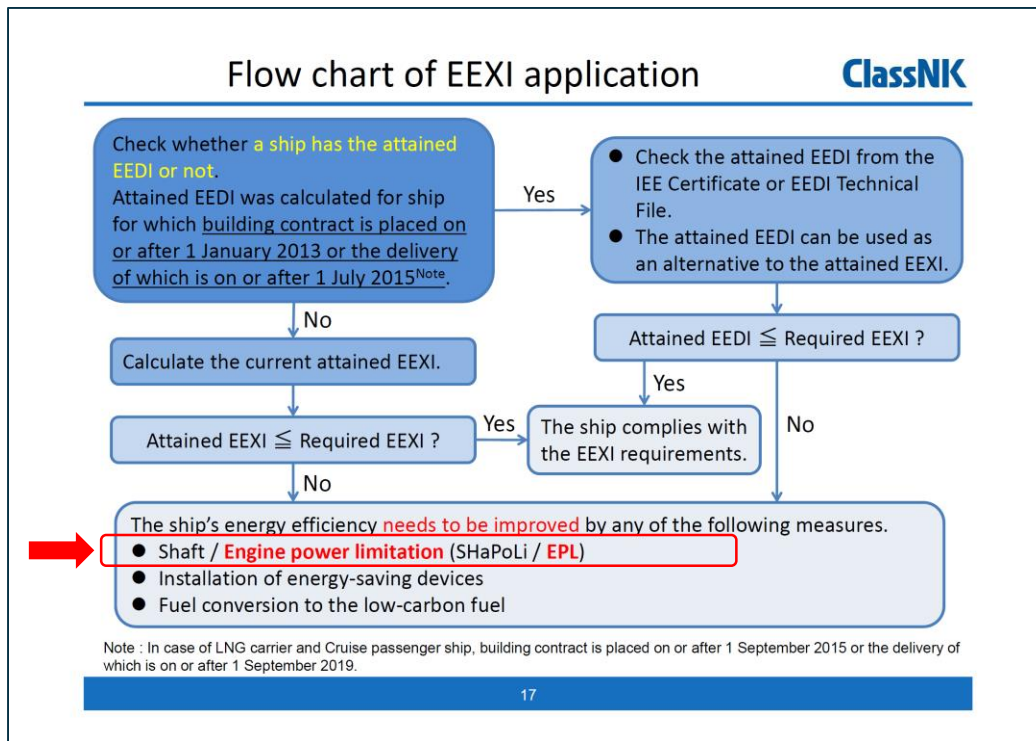 Flow chart of EEXI application
ClassNK
Check whether a ship has the attained
EEDI or not.
Attained EEDI was calculated for ship
for which building contract is placed on
or after 1 January 2013 or the delivery
of which is on or after 1 July 2015Note.
Yes
● Check the attained EEDI from the
IEE Certificate or EEDI Technical
File.
● The attained EEDI can be used as
an alternative to the attained EEXI.
No
Calculate the current attained EEXI.
Attained EEDI ≦ Required EEXI ?
Yes
No
Attained EEXI ≦ Required EEXI ?
Yes
The ship complies with
the EEXI requirements.
No
The ship's energy efficiency needs to be improved by any of the following measures.
● Shaft / Engine power limitation (SHaPoLi / EPL)
● Installation of energy-saving devices
● Fuel conversion to the low-carbon fuel
Note : In case of LNG carrier and Cruise passenger ship, building contract is placed on or after 1 September 2015 or the delivery of
which is on or after 1 September 2019.
17